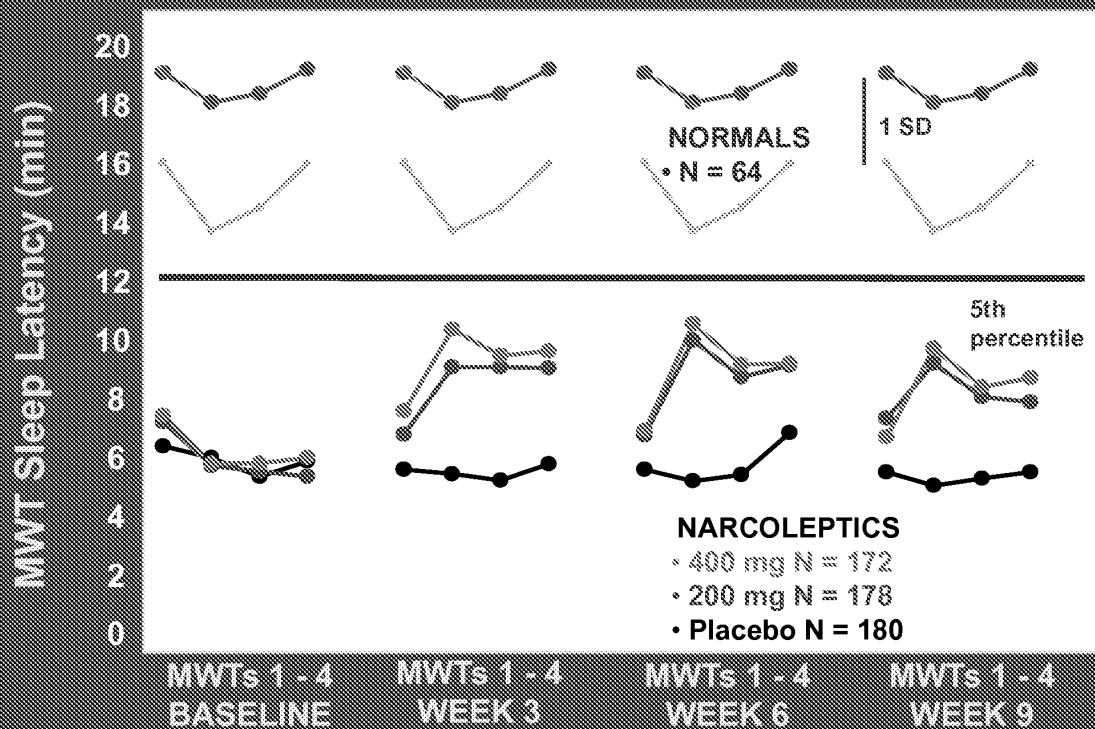 MWT Sleep Latency (min)
20
18
16
14
12
10
8
6
4
2
0
NORMALS
• N = 64
1 SD
5th
percentile
NARCOLEPTICS
• 400 mg N = 172
• 200 mg N = 178
• Placebo N = 180
MWTs 1 - 4
BASELINE
MWTs 1 - 4
WEEK 3
MWTs 1 - 4
WEEK 6
MWTs 1 - 4
WEEK 9